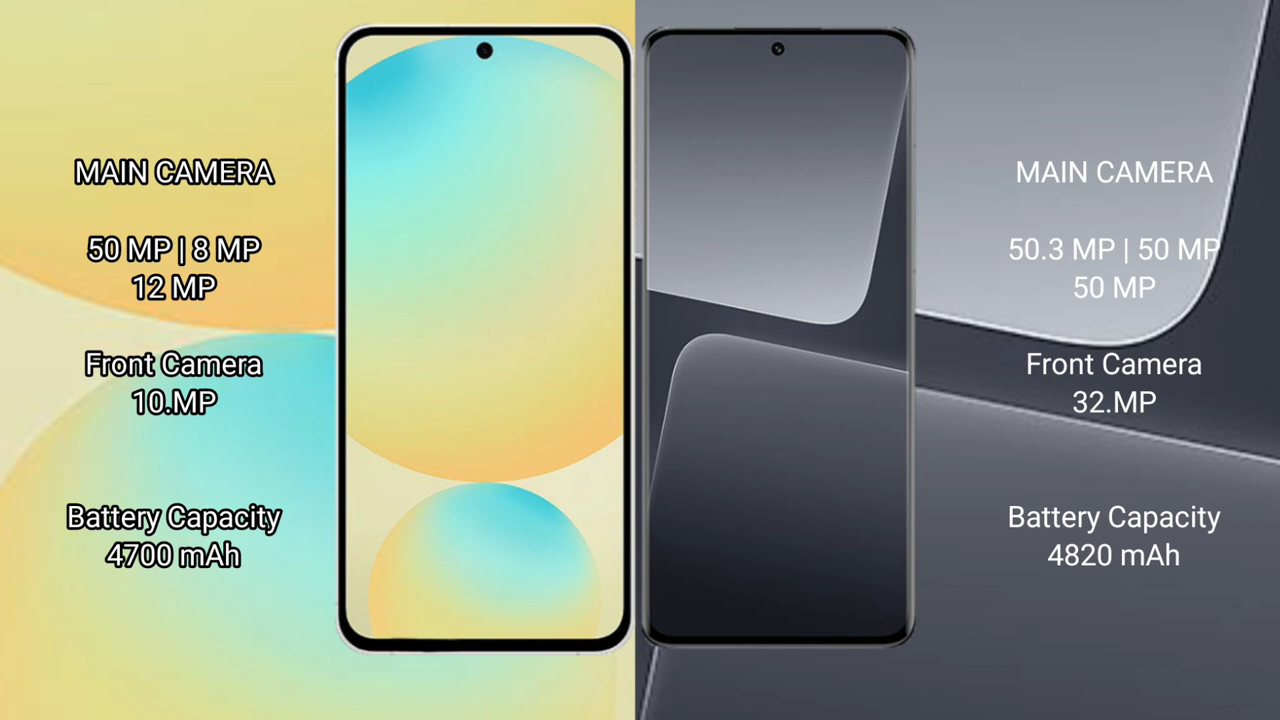 MAIN CAMERA
50 MP | 8 MP
12 MP
Front Camera
10.MP
Battery Capacity
4700 mAh
MAIN CAMERA
50.3 MP | 50 MP
50 MP
Front Camera
32.MP
Battery Capacity
4820 mAh